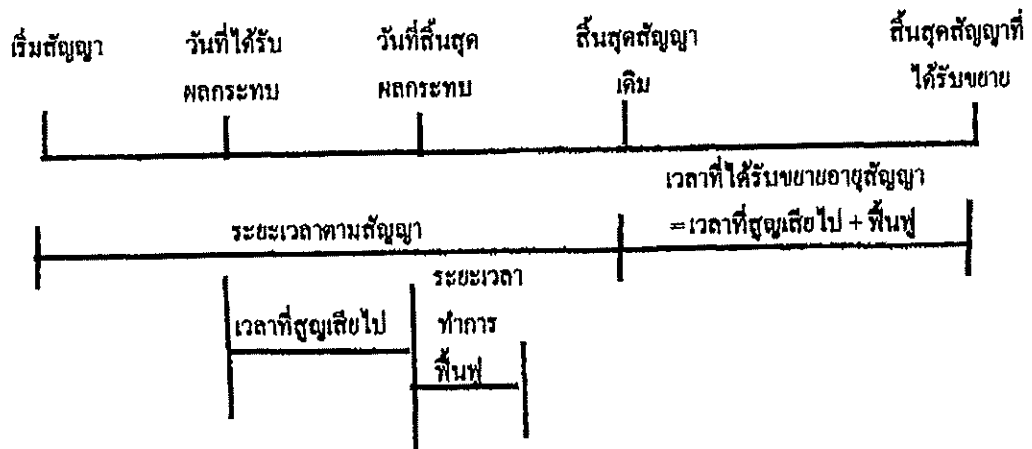 เริ่มสัญญา
วันที่ได้รับ
ผลกระทบ
วันที่สิ้นสุด
ผลกระทบ
สิ้นสุดสัญญา
เดิม
สิ้นสุดสัญญาที่
ได้รับขยาย
ระยะเวลาตามสัญญา
เวลาที่ได้รับขยายอายุสัญญา
=เวลาที่สูญเสียไป + ฟื้นฟู
เวลาที่สูญเสียไป
ระยะเวลา
ทำการ
ฟื้นฟู